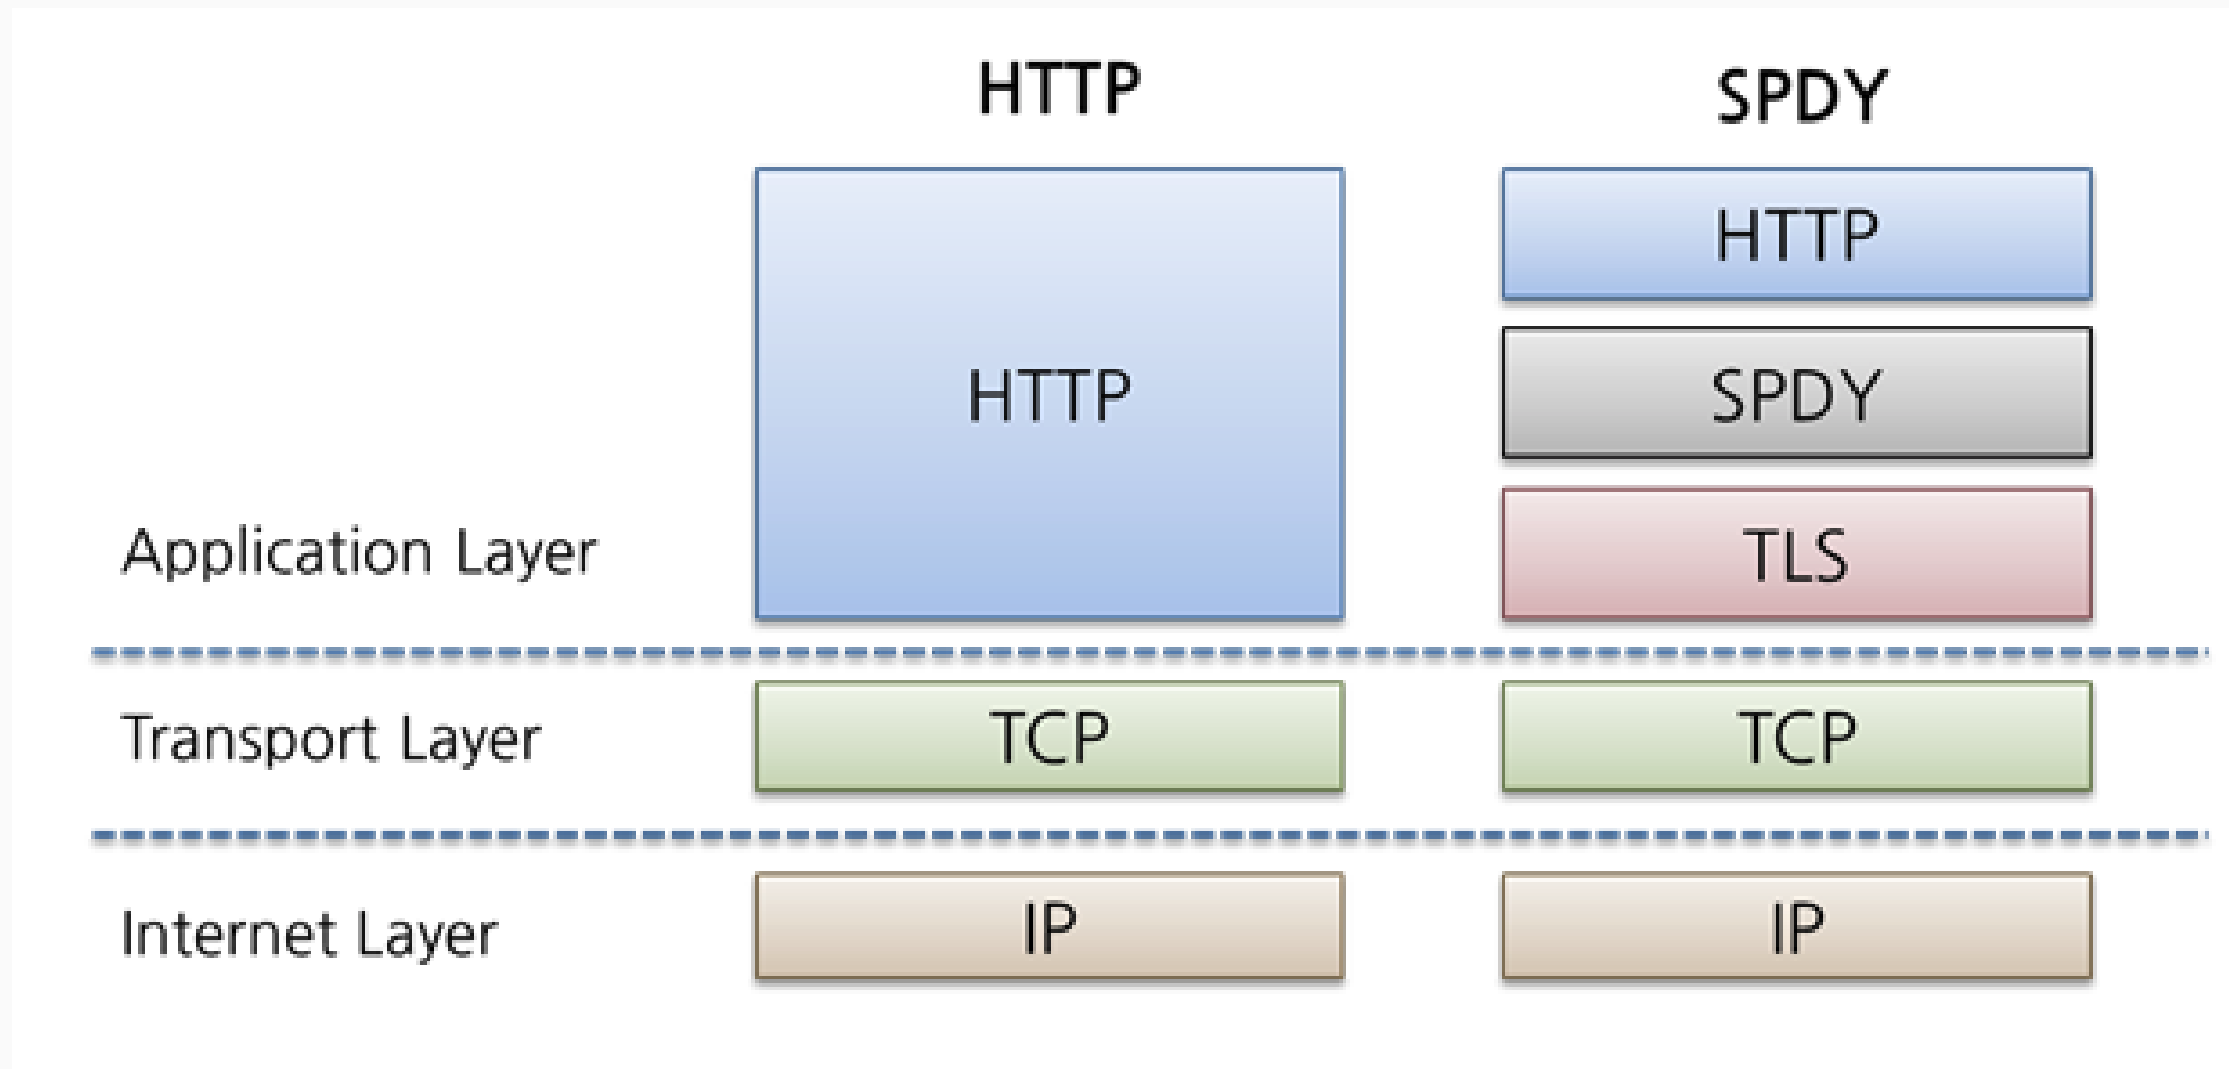 HTTP
SPDY
HTTP
HTTP
SPDY
TLS
Application Layer
Transport Layer
TCP
TCP
Internet Layer
IP
IP